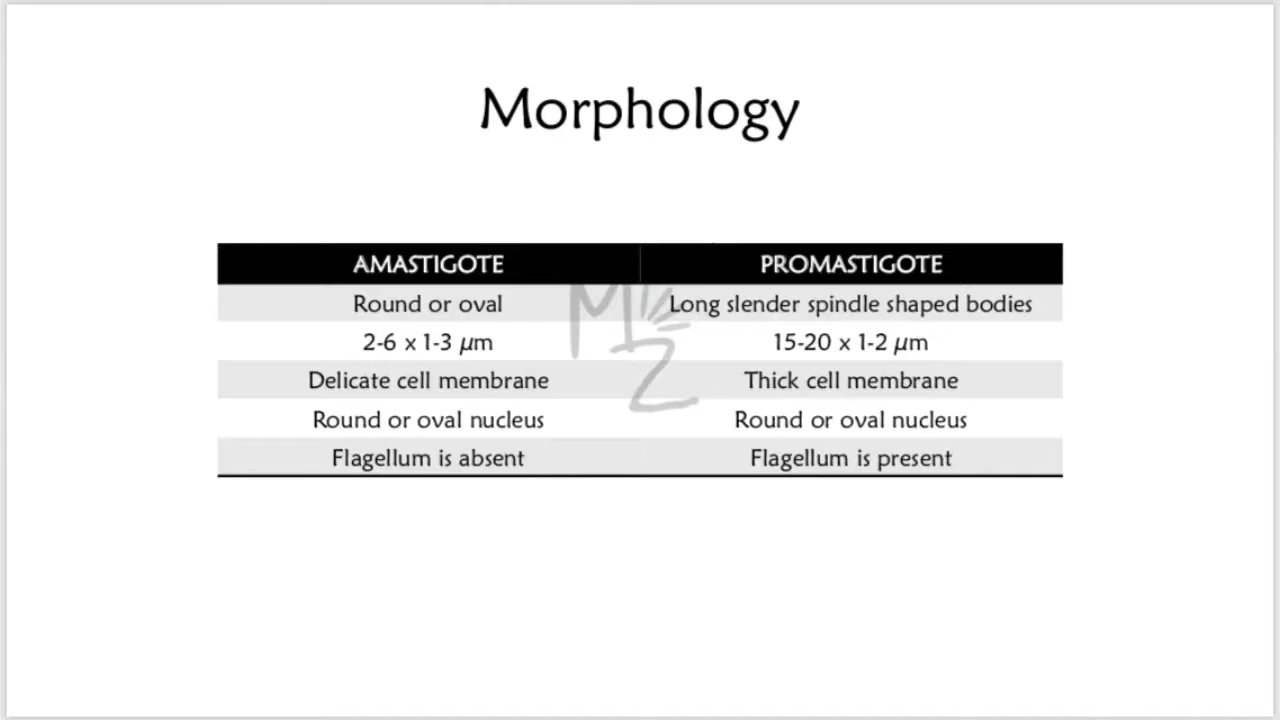 Morphology
AMASTIGOTE PROMASTIGOTE
Round or oval Long slender spindle shaped bodies
2-6 x 1-3 µm 15-20 x 1-2 µm
Delicate cell membrane Thick cell membrane
Round or oval nucleus Round or oval nucleus
Flagellum is absent Flagellum is present
MZ